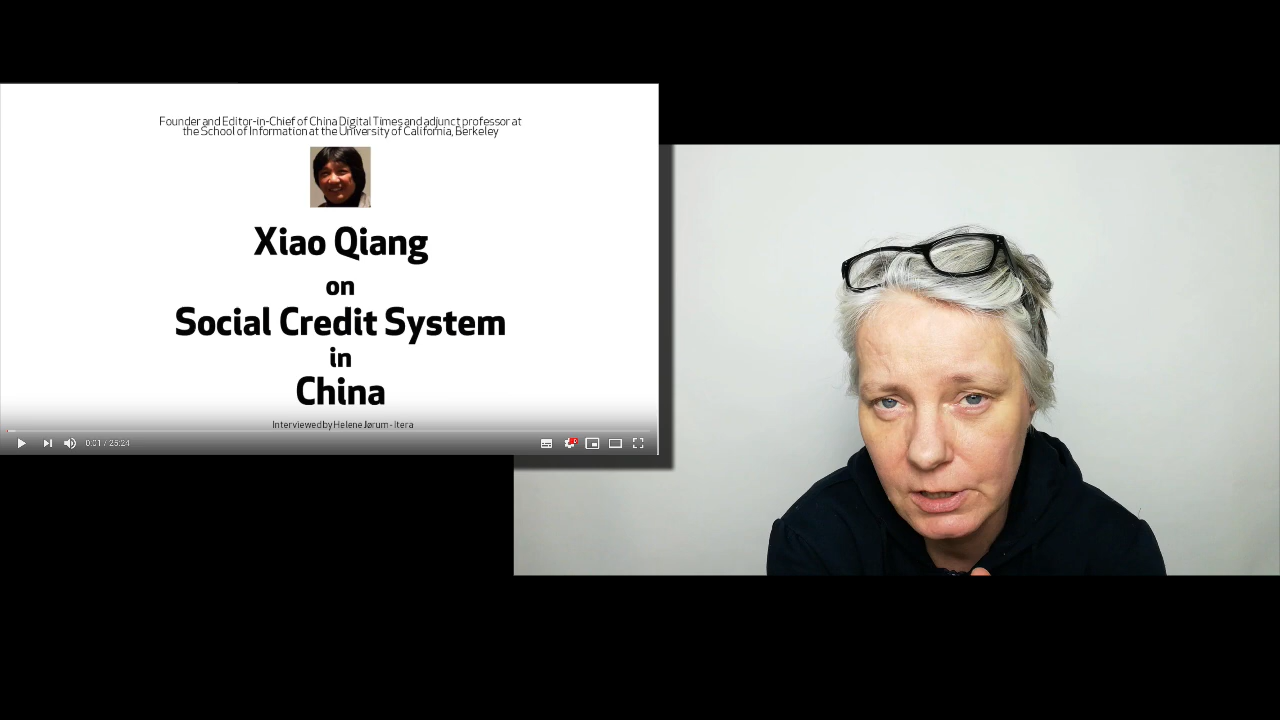 Founder and Editor-in-Chief of China Digital Times and adjunct professor at
the School of Information at the University of California, Berkeley
Xiao Qiang
on
Social Credit System
in
China
Interviewed by Helene Jørum - Itera
0:01 / 25:24